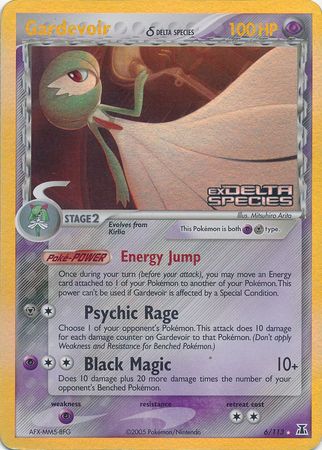 Gardevoir δ DELTA SPECIES 100 HP
EX DELTA
SPECIES
Illus. Mitsuhiro Arita
STAGE 2
Evolves from
Kirlia
This Pokémon is both type.
Poké-POWER Energy Jump
Once during your turn (before your attack), you may move an Energy
card attached to 1 of your Pokémon to another of your Pokémon. This
power can't be used if Gardevoir is affected by a Special Condition.
Psychic Rage
Choose 1 of your opponent's Pokémon. This attack does 10 damage
for each damage counter on Gardevoir to that Pokémon. (Don't apply
Weakness and Resistance for Benched Pokémon.)
Black Magic 10+
Does 10 damage plus 20 more damage times the number of your
opponent's Benched Pokémon.
weakness resistance retreat cost
AFX-MM5-8FG ©2005 Pokémon/Nintendo 6/113